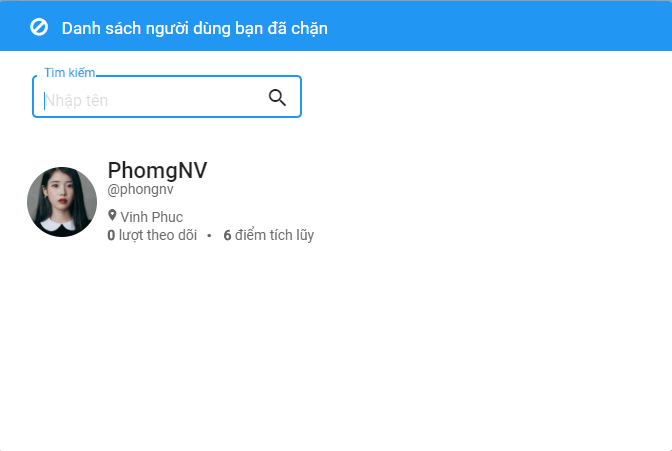 Danh sách người dùng bạn đã chặn
Tìm kiếm
Nhập tên
PhomgNV
@phongnv
Vinh Phuc
0 lượt theo dõi • 6 điểm tích lũy